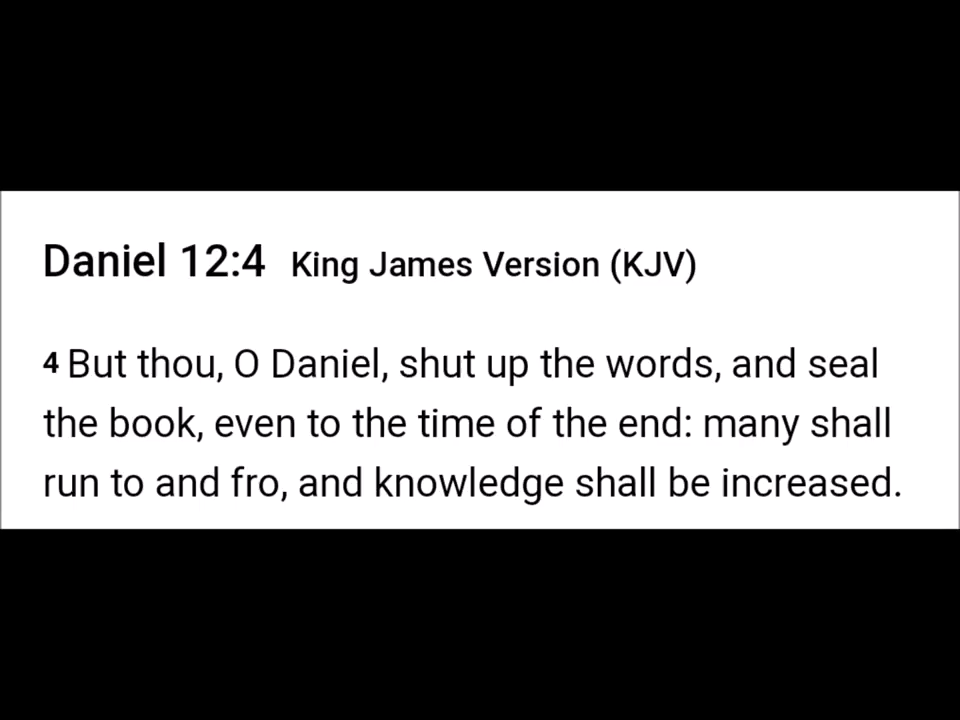 Daniel 12:4 King James Version (KJV)
4 But thou, O Daniel, shut up the words, and seal
the book, even to the time of the end: many shall
run to and fro, and knowledge shall be increased.